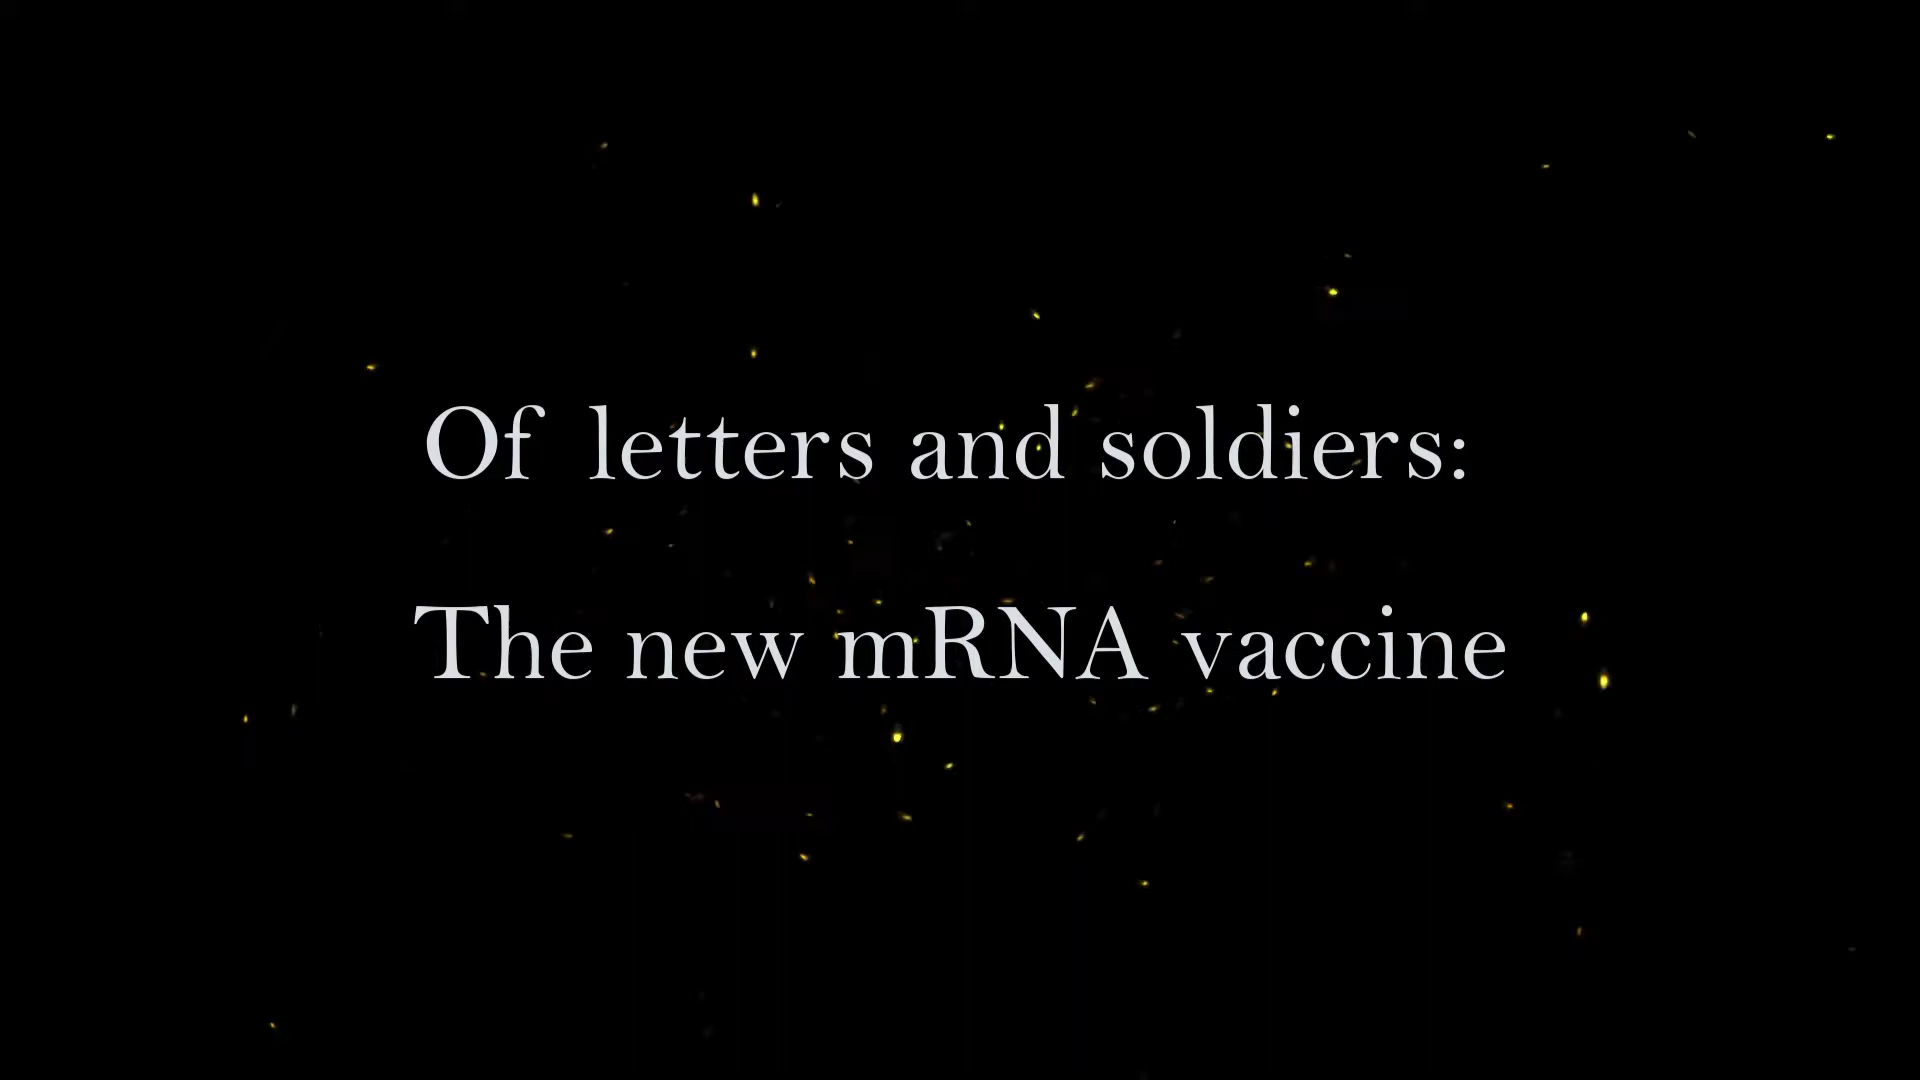 Of letters and soldiers:
The new mRNA vaccine